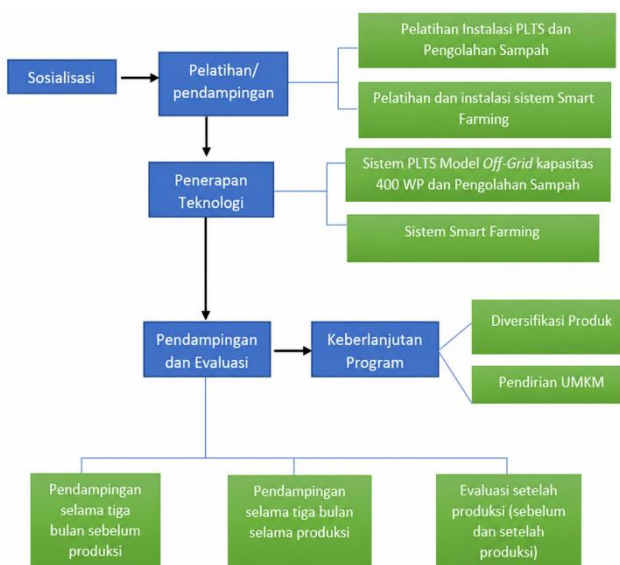 Sosialisasi
Pelatihan/
pendampingan
Pelatihan Instalasi PLTS dan
Pengolahan Sampah
Pelatihan dan instalasi sistem Smart
Farming
Penerapan
Teknologi
Sistem PLTS Model Off-Grid kapasitas
400 WP dan Pengolahan Sampah
Sistem Smart Farming
Pendampingan
dan Evaluasi
Keberlanjutan
Program
Diversifikasi Produk
Pendirian UMKM
Pendampingan
selama tiga
bulan sebelum
produksi
Pendampingan
selama tiga bulan
selama produksi
Evaluasi setelah
produksi (sebelum
dan setelah
produksi)